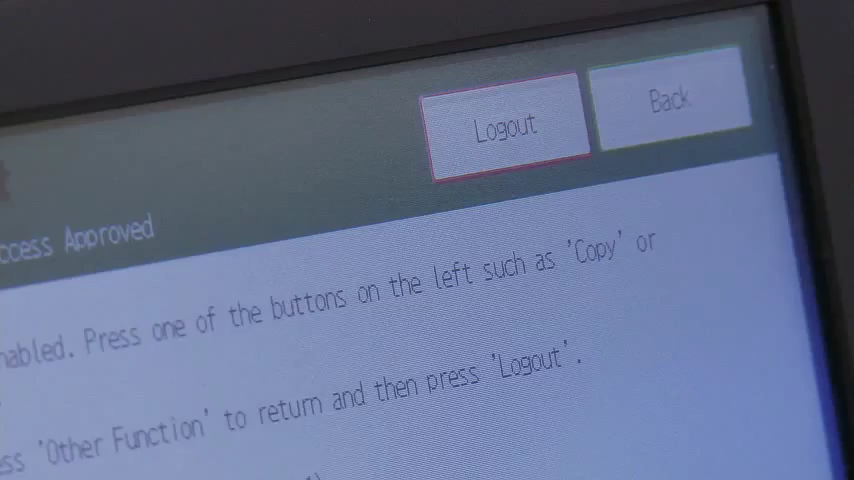 Logout
Back
ccess Approved
nabled. Press one of the buttons on the left such as 'Copy' or
ess 'Other Function' to return and then press 'Logout'.